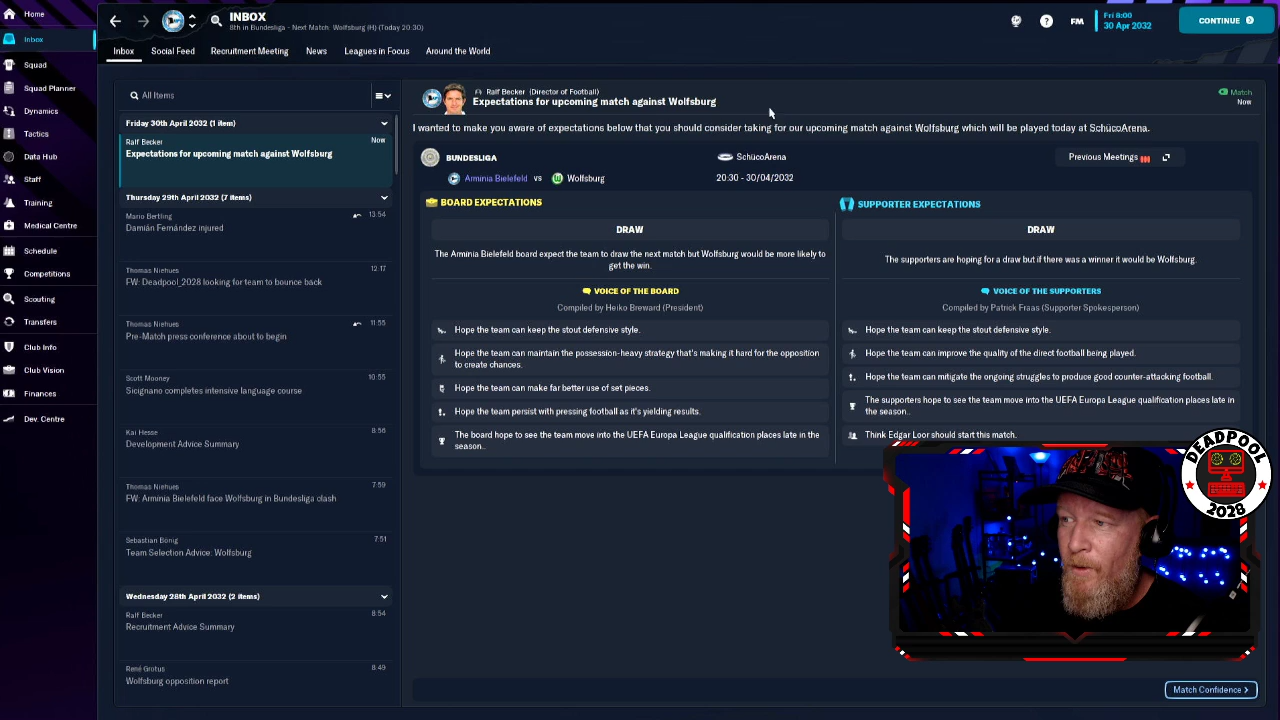 Home
Inbox
Squad
Squad Planner
Dynamics
Tactics
Data Hub
Staff
Training
Medical Centre
Schedule
Competitions
Scouting
Transfers
Club Info
Club Vision
Finances
Dev. Centre
INBOX
8th in Bundesliga - Next Match: Wolfsburg (H) (Today 20:30)
FM
Fri 8:00
30 Apr 2032
CONTINUE
Inbox
Social Feed
Recruitment Meeting
News
Leagues in Focus
Around the World
All Items
Friday 30th April 2032 (1 item)
Ralf Becker
Now
Expectations for upcoming match against Wolfsburg
Thursday 29th April 2032 (7 items)
Mario Bertling
13:54
Damián Fernández injured
Thomas Niehues
12:17
FW: Deadpool_2028 looking for team to bounce back
Thomas Niehues
11:55
Pre-Match press conference about to begin
Scott Mooney
10:55
Sicignano completes intensive language course
Kai Hesse
8:56
Development Advice Summary
Thomas Niehues
7:59
FW: Arminia Bielefeld face Wolfsburg in Bundesliga clash
Sebastian Bönig
7:51
Team Selection Advice: Wolfsburg
Wednesday 28th April 2032 (2 items)
Ralf Becker
8:54
Recruitment Advice Summary
René Grotus
8:49
Wolfsburg opposition report
Ralf Becker (Director of Football)
Expectations for upcoming match against Wolfsburg
Match
Now
I wanted to make you aware of expectations below that you should consider taking for our upcoming match against Wolfsburg which will be played today at SchücoArena.
BUNDESLIGA
SchücoArena
Previous Meetings
Arminia Bielefeld vs Wolfsburg
20:30 - 30/04/2032
BOARD EXPECTATIONS
DRAW
The Arminia Bielefeld board expect the team to draw the next match but Wolfsburg would be more likely to
get the win.
VOICE OF THE BOARD
Compiled by Heiko Breward (President)
Hope the team can keep the stout defensive style.
Hope the team can maintain the possession-heavy strategy that's making it hard for the opposition
to create chances.
Hope the team can make far better use of set pieces.
Hope the team persist with pressing football as it's yielding results.
The board hope to see the team move into the UEFA Europa League qualification places late in the
season..
SUPPORTER EXPECTATIONS
DRAW
The supporters are hoping for a draw but if there was a winner it would be Wolfsburg.
VOICE OF THE SUPPORTERS
Compiled by Patrick Fraas (Supporter Spokesperson)
Hope the team can keep the stout defensive style.
Hope the team can improve the quality of the direct football being played.
Hope the team can mitigate the ongoing struggles to produce good counter-attacking football.
The supporters hope to see the team move into the UEFA Europa League qualification places late in
the season..
Think Edgar Loor should start this match.
DEADPOOL
2028
Match Confidence